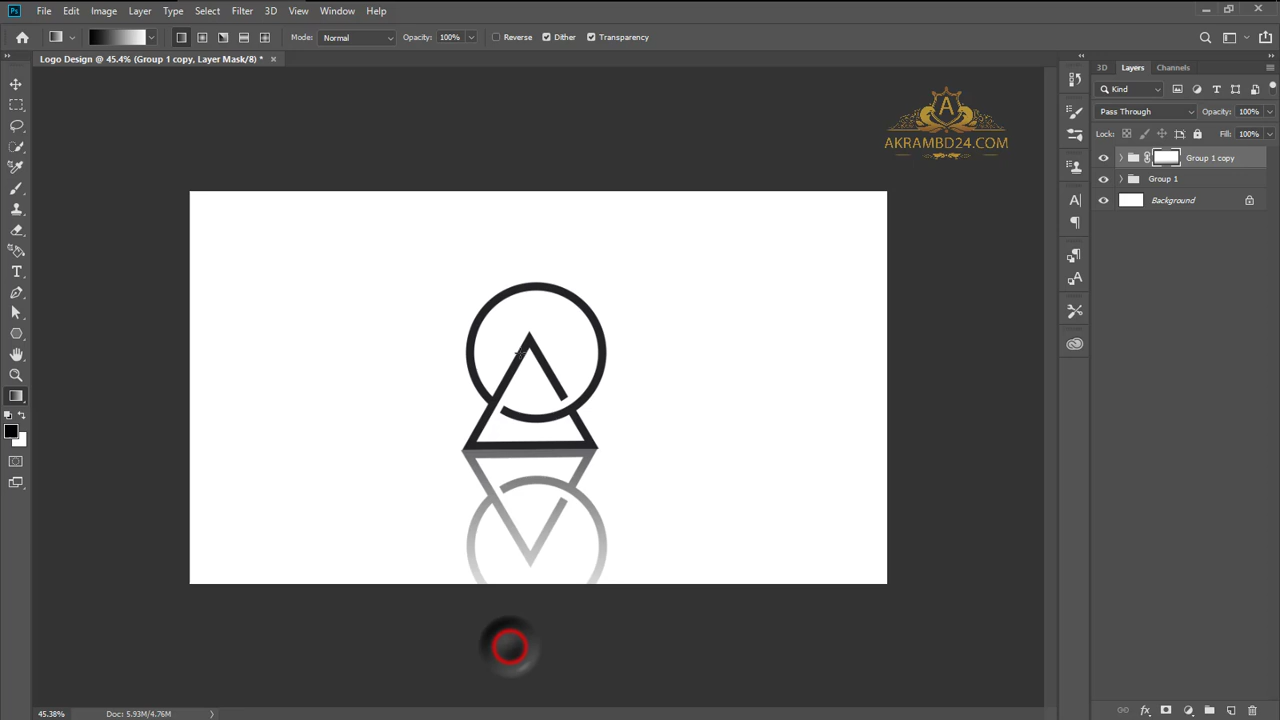 Ps File Edit Image Layer Type Select Filter 3D View Window Help
Mode: Normal Opacity: 100% Reverse Dither Transparency
Logo Design @ 45.4% (Group 1 copy, Layer Mask/8) * ×
3D Layers Channels
Kind
Pass Through Opacity: 100%
Lock: Fill: 100%
Group 1 copy
Group 1
Background
A
AKRAMBD24.COM
45.38% Doc: 5.93M/4.76M